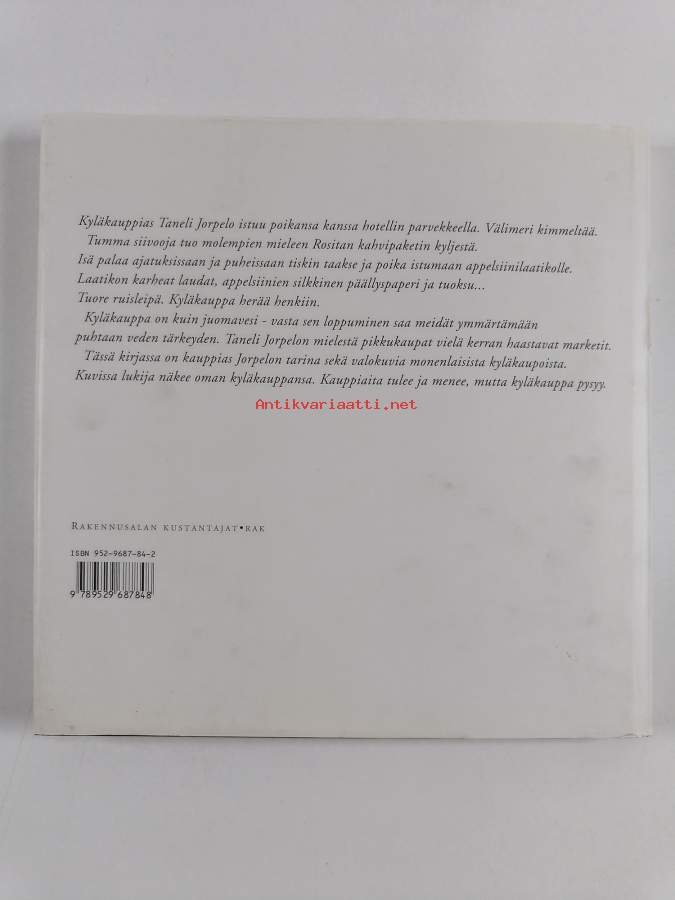 Kyläkauppias Taneli Jorpelo istuu poikansa kanssa hotellin parvekkeella. Välimeri kimmeltää.
Tumma siivooja tuo molempien mieleen Rositan kahvipaketin kyljestä.
Isä palaa ajatuksissaan ja puheissaan tiskin taakse ja poika istumaan appelsiinilaatikolle.
Laatikon karheat laudat, appelsiinien silkkinen päällyspaperi ja tuoksu...
Tuore ruisleipä. Kyläkauppa herää henkiin.
Kyläkauppa on kuin juomavesi - vasta sen loppuminen saa meidät ymmärtämään
puhtaan veden tärkeyden. Taneli Jorpelon mielestä pikkukaupat vielä kerran haastavat marketit.
Tässä kirjassa on kauppias Jorpelon tarina sekä valokuvia monenlaisista kyläkaupoista.
Kuvissa lukija näkee oman kyläkauppansa. Kauppiaita tulee ja menee, mutta kyläkauppa pysyy.
Antikvariaatti.net
RAKENNUSALAN KUSTANTAJAT•RAK
ISBN 952-9687-84-2
9 789529 687848